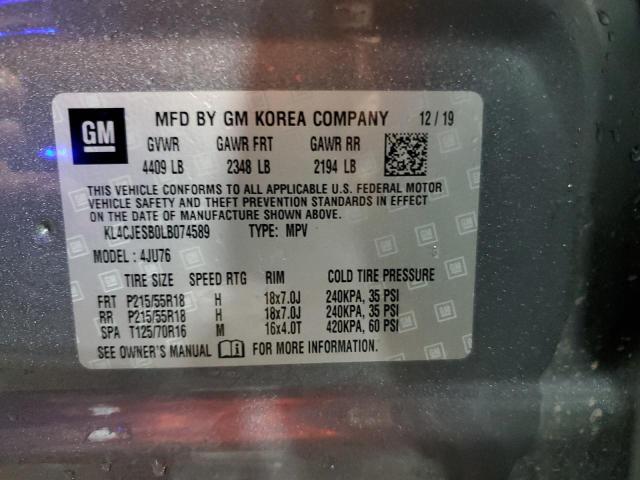 GM
MFD BY GM KOREA COMPANY 12/19
GVWR GAWR FRT GAWR RR
4409 LB 2348 LB 2194 LB
THIS VEHICLE CONFORMS TO ALL APPLICABLE U.S. FEDERAL MOTOR
VEHICLE SAFETY AND THEFT PREVENTION STANDARDS IN EFFECT
ON THE DATE OF MANUFACTURE SHOWN ABOVE.
KL4CJESB0LB074589 TYPE: MPV
MODEL: 4JU76
TIRE SIZE SPEED RTG RIM COLD TIRE PRESSURE
FRT P215/55R18 H 18x7.0J 240KPA, 35 PSI
RR P215/55R18 H 18x7.0J 240KPA, 35 PSI
SPA T125/70R16 M 16x4.0T 420KPA, 60 PSI
SEE OWNER'S MANUAL i FOR MORE INFORMATION.